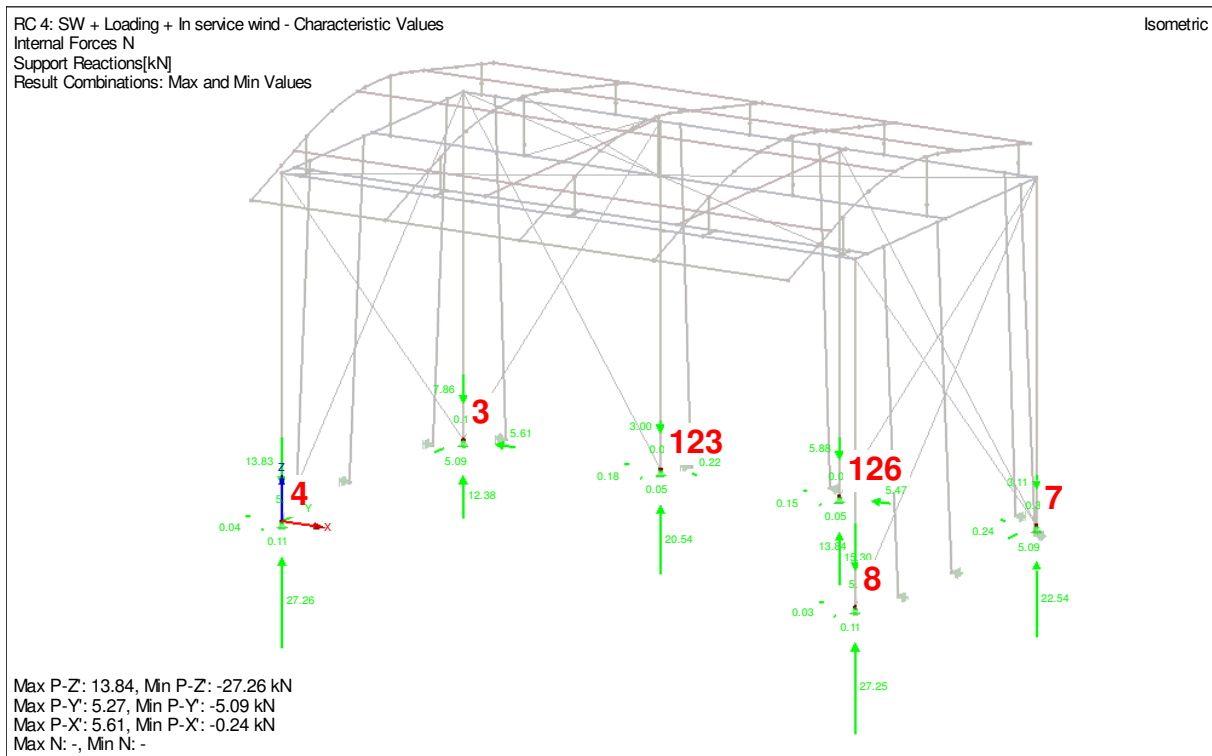 RC 4: SW + Loading + In service wind - Characteristic Values
Isometric
Internal Forces N
Support Reactions[kN]
Result Combinations: Max and Min Values
7.86
3
5.61
5.09
12.38
3.00
123
0.22
0.18
0.05
20.54
5.88
126
5.47
0.15
0.05
13.84
3.11
7
0.24
5.09
22.54
13.83
Z
4
Y
X
0.04
0.11
27.26
8
0.03
0.11
27.25
Max P-Z': 13.84, Min P-Z': -27.26 kN
Max P-Y': 5.27, Min P-Y': -5.09 kN
Max P-X': 5.61, Min P-X': -0.24 kN
Max N: -, Min N: -